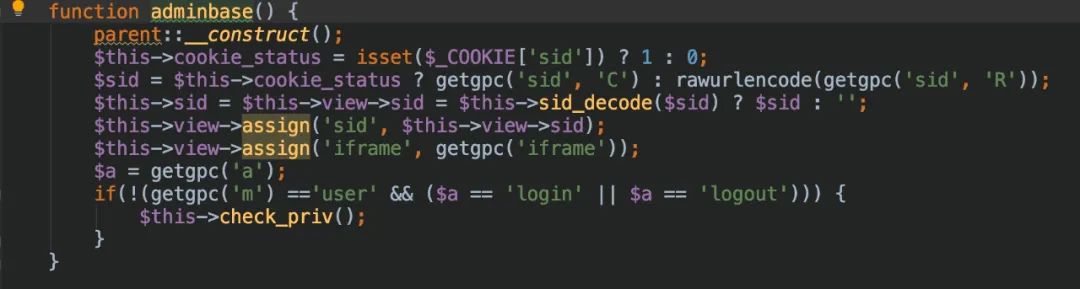 function adminbase() {
parent::__construct();
$this->cookie_status = isset($_COOKIE['sid']) ? 1 : 0;
$sid = $this->cookie_status ? getgpc('sid', 'C') : rawurlencode(getgpc('sid', 'R'));
$this->sid = $this->view->sid = $this->sid_decode($sid) ? $sid : '';
$this->view->assign('sid', $this->view->sid);
$this->view->assign('iframe', getgpc('iframe'));
$a = getgpc('a');
if(!(getgpc('m') =='user' && ($a == 'login' || $a == 'logout'))) {
$this->check_priv();
}
}